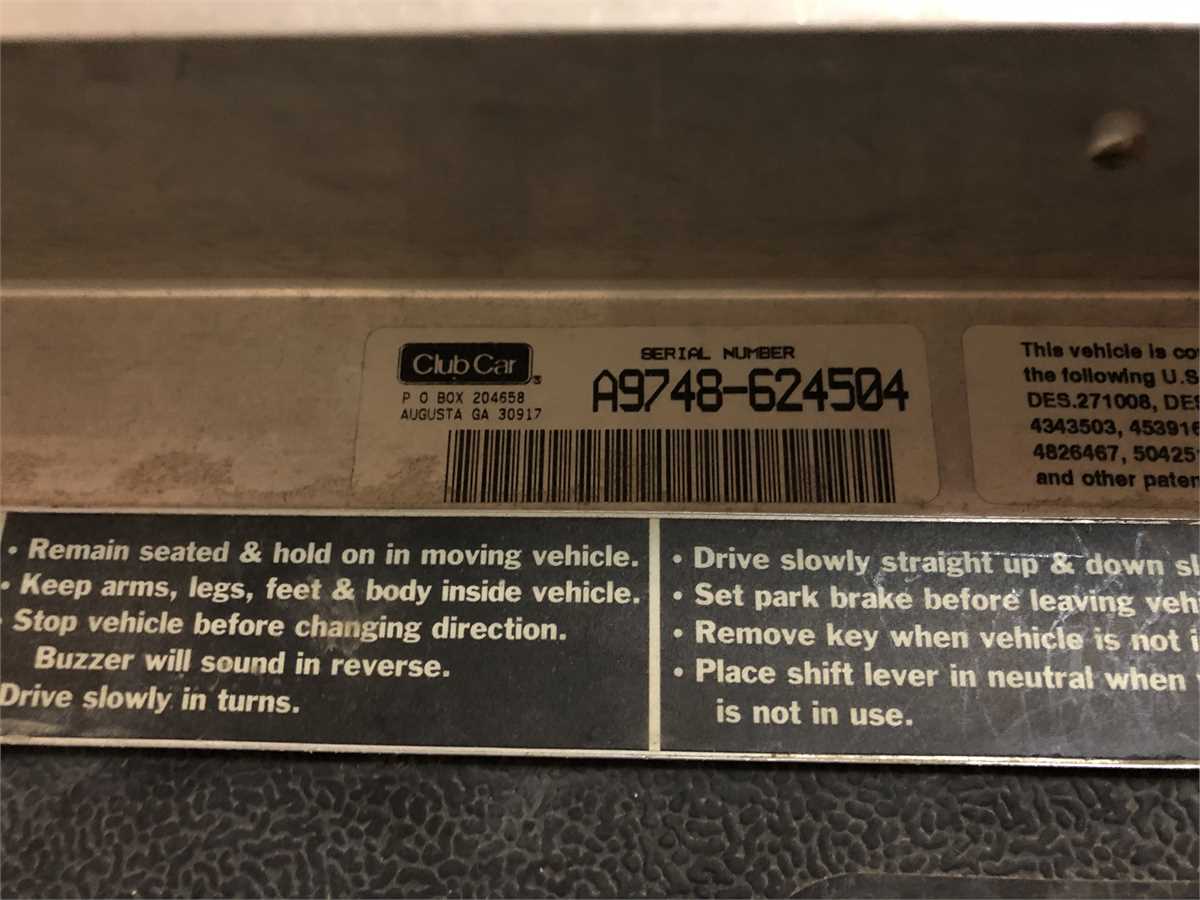 Club Car®
P O BOX 204658
AUGUSTA GA 30917
SERIAL NUMBER
A9748-624504
This vehicle is co
the following U.S
DES.271008, DES
4343503, 453916
4826467, 504251
and other paten
• Remain seated & hold on in moving vehicle.
• Keep arms, legs, feet & body inside vehicle.
• Stop vehicle before changing direction.
Buzzer will sound in reverse.
Drive slowly in turns.
• Drive slowly straight up & down sl
• Set park brake before leaving veh
• Remove key when vehicle is not i
• Place shift lever in neutral when
is not in use.